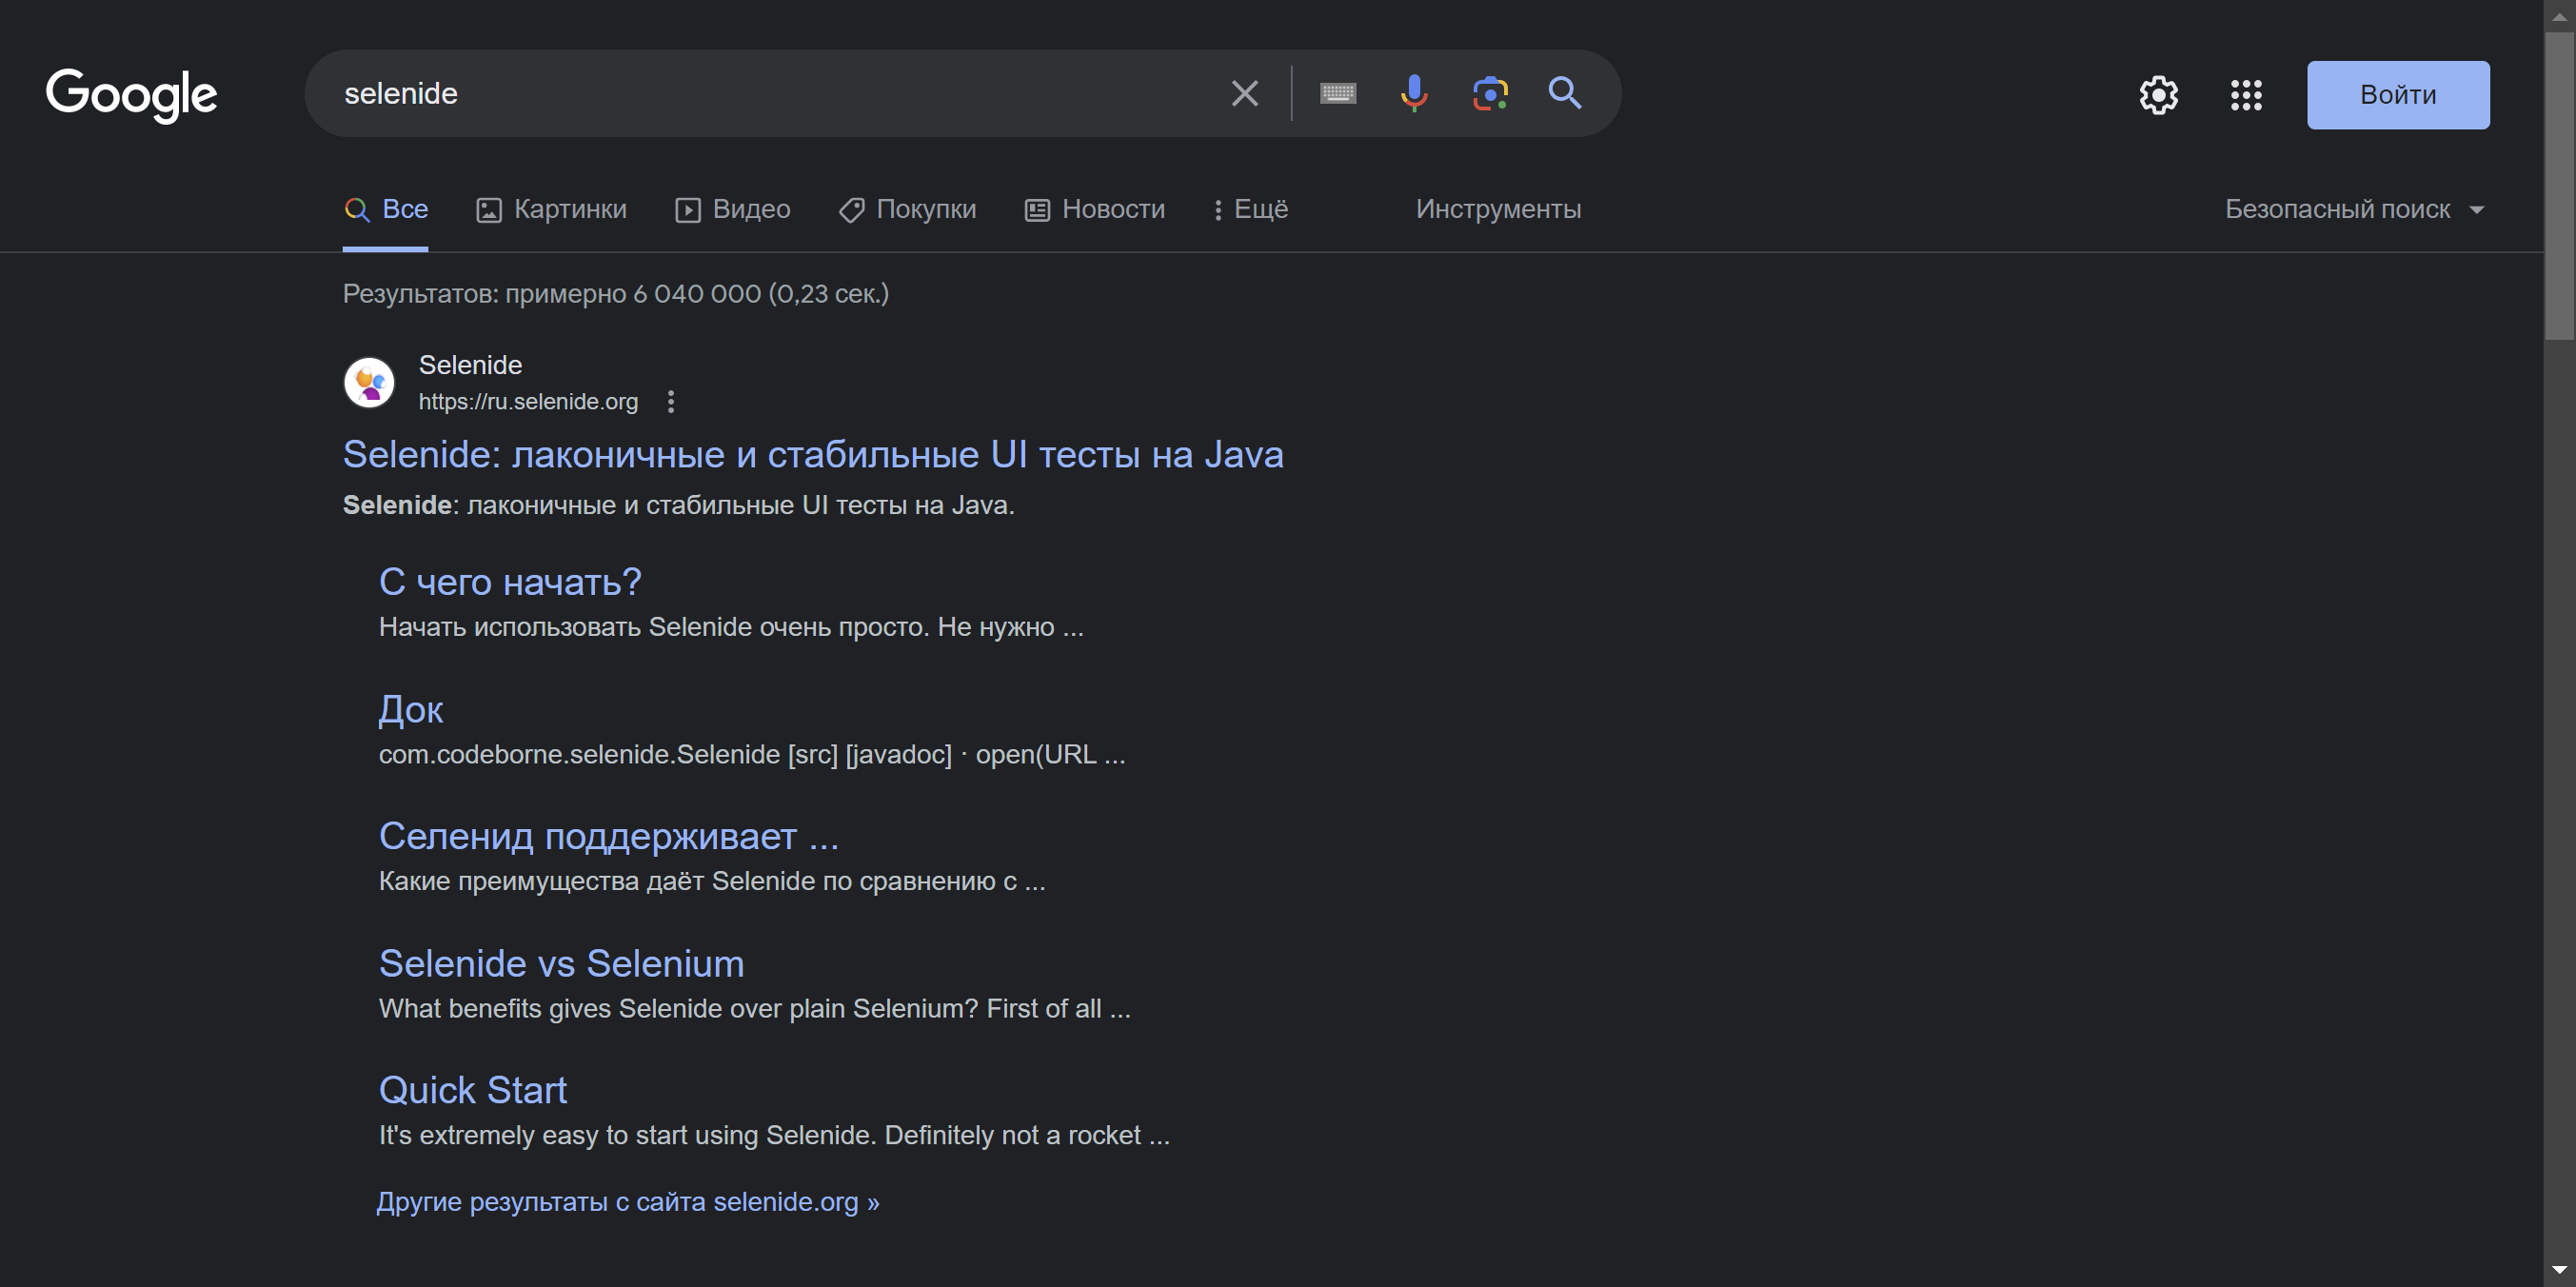 Google
selenide
Войти
Все Картинки Видео Покупки Новости Ещё Инструменты Безопасный поиск
Результатов: примерно 6 040 000 (0,23 сек.)
Selenide
https://ru.selenide.org
Selenide: лаконичные и стабильные UI тесты на Java
Selenide: лаконичные и стабильные UI тесты на Java.
С чего начать?
Начать использовать Selenide очень просто. Не нужно ...
Док
com.codeborne.selenide.Selenide [src] [javadoc] · open(URL ...
Селенид поддерживает ...
Какие преимущества даёт Selenide по сравнению с ...
Selenide vs Selenium
What benefits gives Selenide over plain Selenium? First of all ...
Quick Start
It's extremely easy to start using Selenide. Definitely not a rocket ...
Другие результаты с сайта selenide.org »